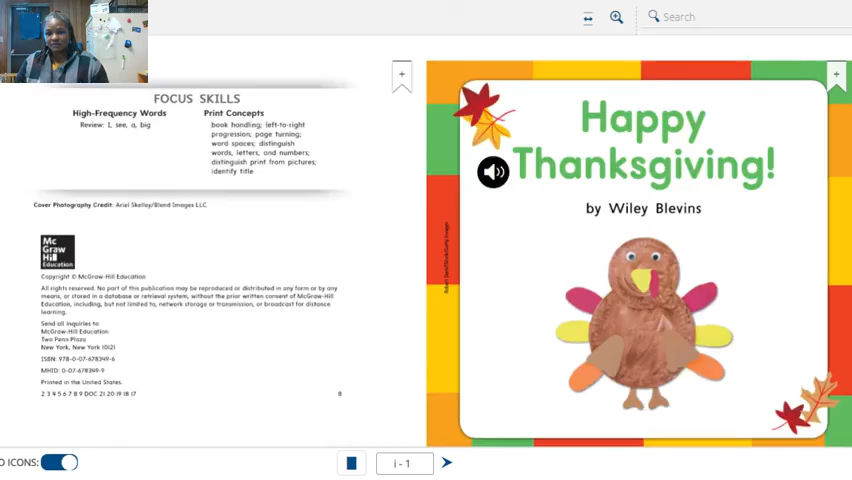 Search
FOCUS SKILLS
High-Frequency Words
Review: I, see, a, big
Print Concepts
book handling; left-to-right
progression; page turning;
word spaces; distinguish
words, letters, and numbers;
distinguish print from pictures;
identify title
Cover Photography Credit: Ariel Skelley/Blend Images LLC
Mc
Graw
Hill
Education
Copyright © McGraw-Hill Education
All rights reserved. No part of this publication may be reproduced or distributed in any form or by any
means, or stored in a database or retrieval system, without the prior written consent of McGraw-Hill
Education, including, but not limited to, network storage or transmission, or broadcast for distance
learning.
Send all inquiries to:
McGraw-Hill Education
Two Penn Plaza
New York, New York 10121
ISBN: 978-0-07-678349-6
MHID: 0-07-678349-9
Printed in the United States.
2 3 4 5 6 7 8 9 DOC 21 20 19 18 17
B
Happy
Thanksgiving!
by Wiley Blevins
O ICONS:
i - 1